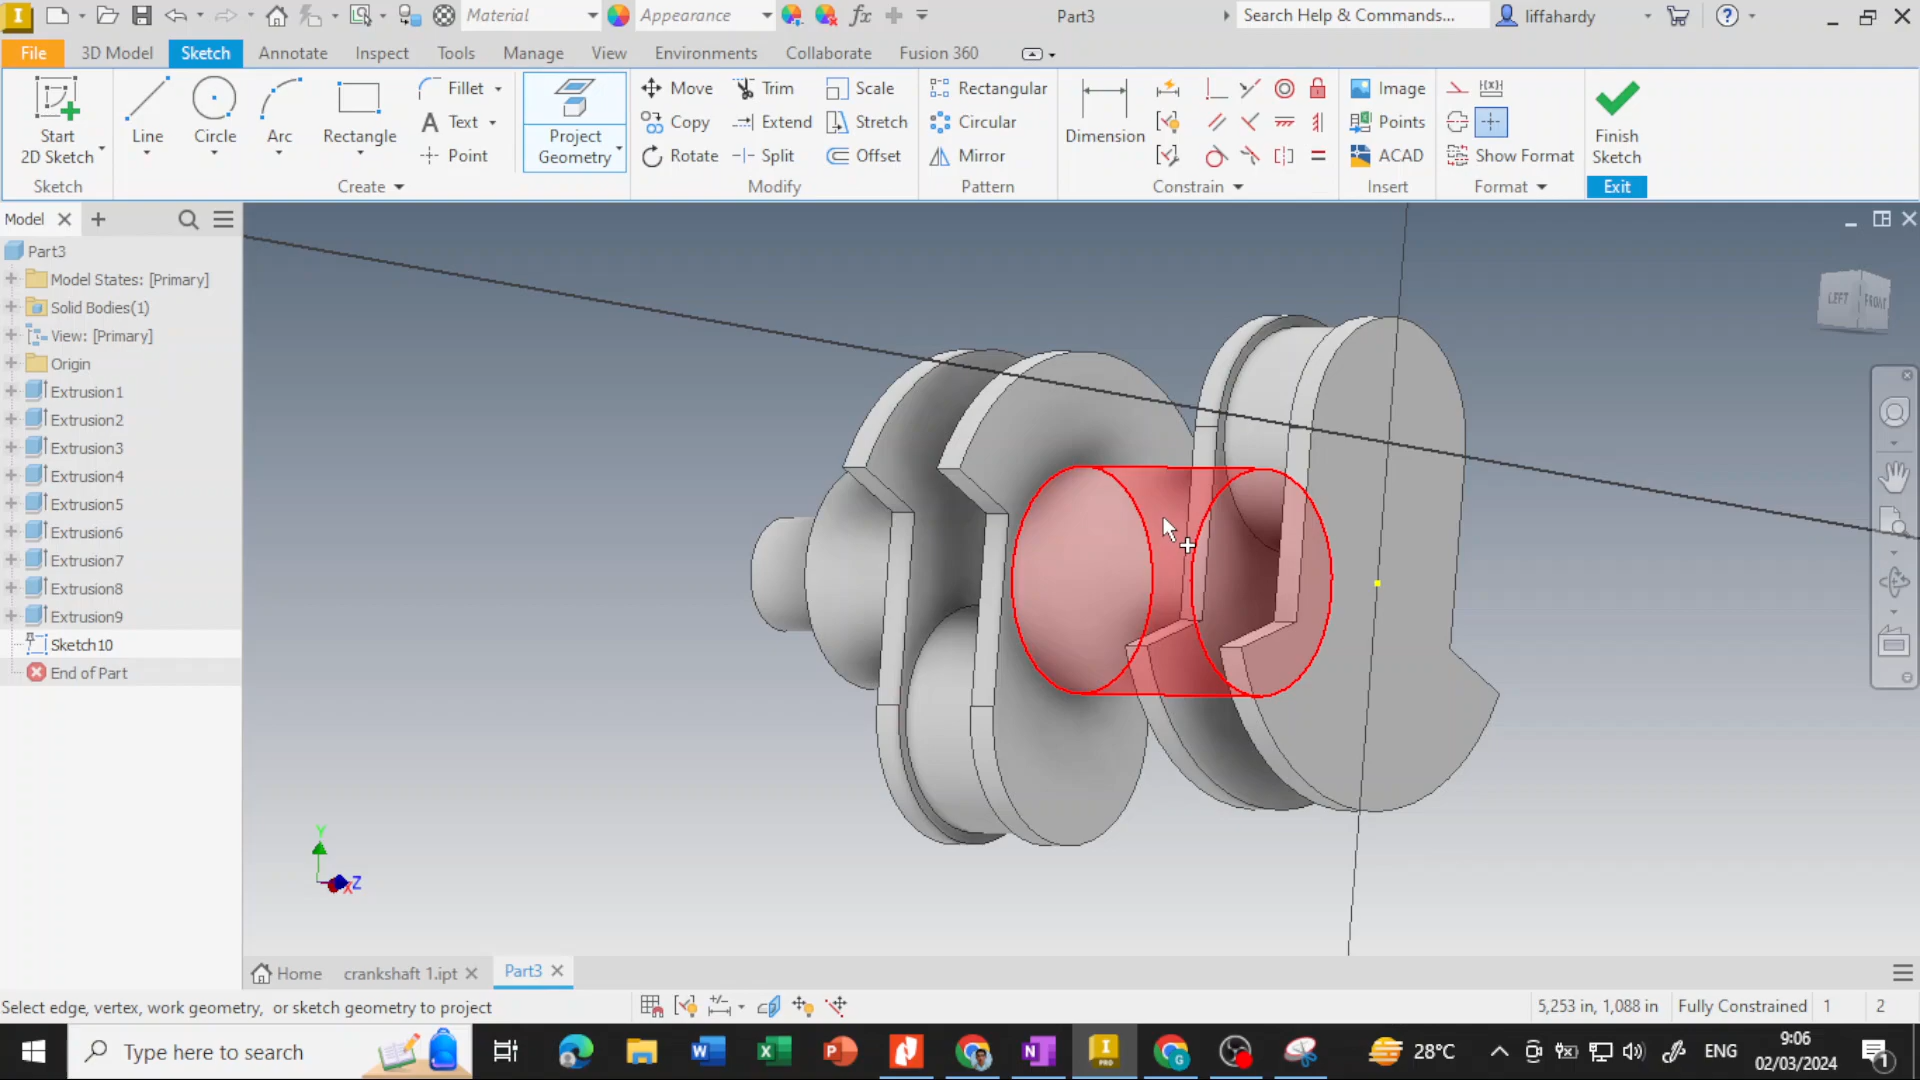 Material
Appearance
Part3
Search Help & Commands...
liffahardy
File
3D Model
Sketch
Annotate
Inspect
Tools
Manage
View
Environments
Collaborate
Fusion 360
Start
2D Sketch
Line
Circle
Arc
Rectangle
Fillet
Text
Point
Project
Geometry
Move
Copy
Rotate
Trim
Extend
Split
Scale
Stretch
Offset
Rectangular
Circular
Mirror
Dimension
Image
Points
ACAD
Show Format
Finish
Sketch
Sketch
Create
Modify
Pattern
Constrain
Insert
Format
Exit
Model
Part3
Model States: [Primary]
Solid Bodies(1)
View: [Primary]
Origin
Extrusion1
Extrusion2
Extrusion3
Extrusion4
Extrusion5
Extrusion6
Extrusion7
Extrusion8
Extrusion9
Sketch10
End of Part
LEFT
FRONT
Y
Z
Home
crankshaft 1.ipt
Part3
Select edge, vertex, work geometry, or sketch geometry to project
5,253 in, 1,088 in
Fully Constrained
1
2
Type here to search
28°C
ENG
9:06
02/03/2024